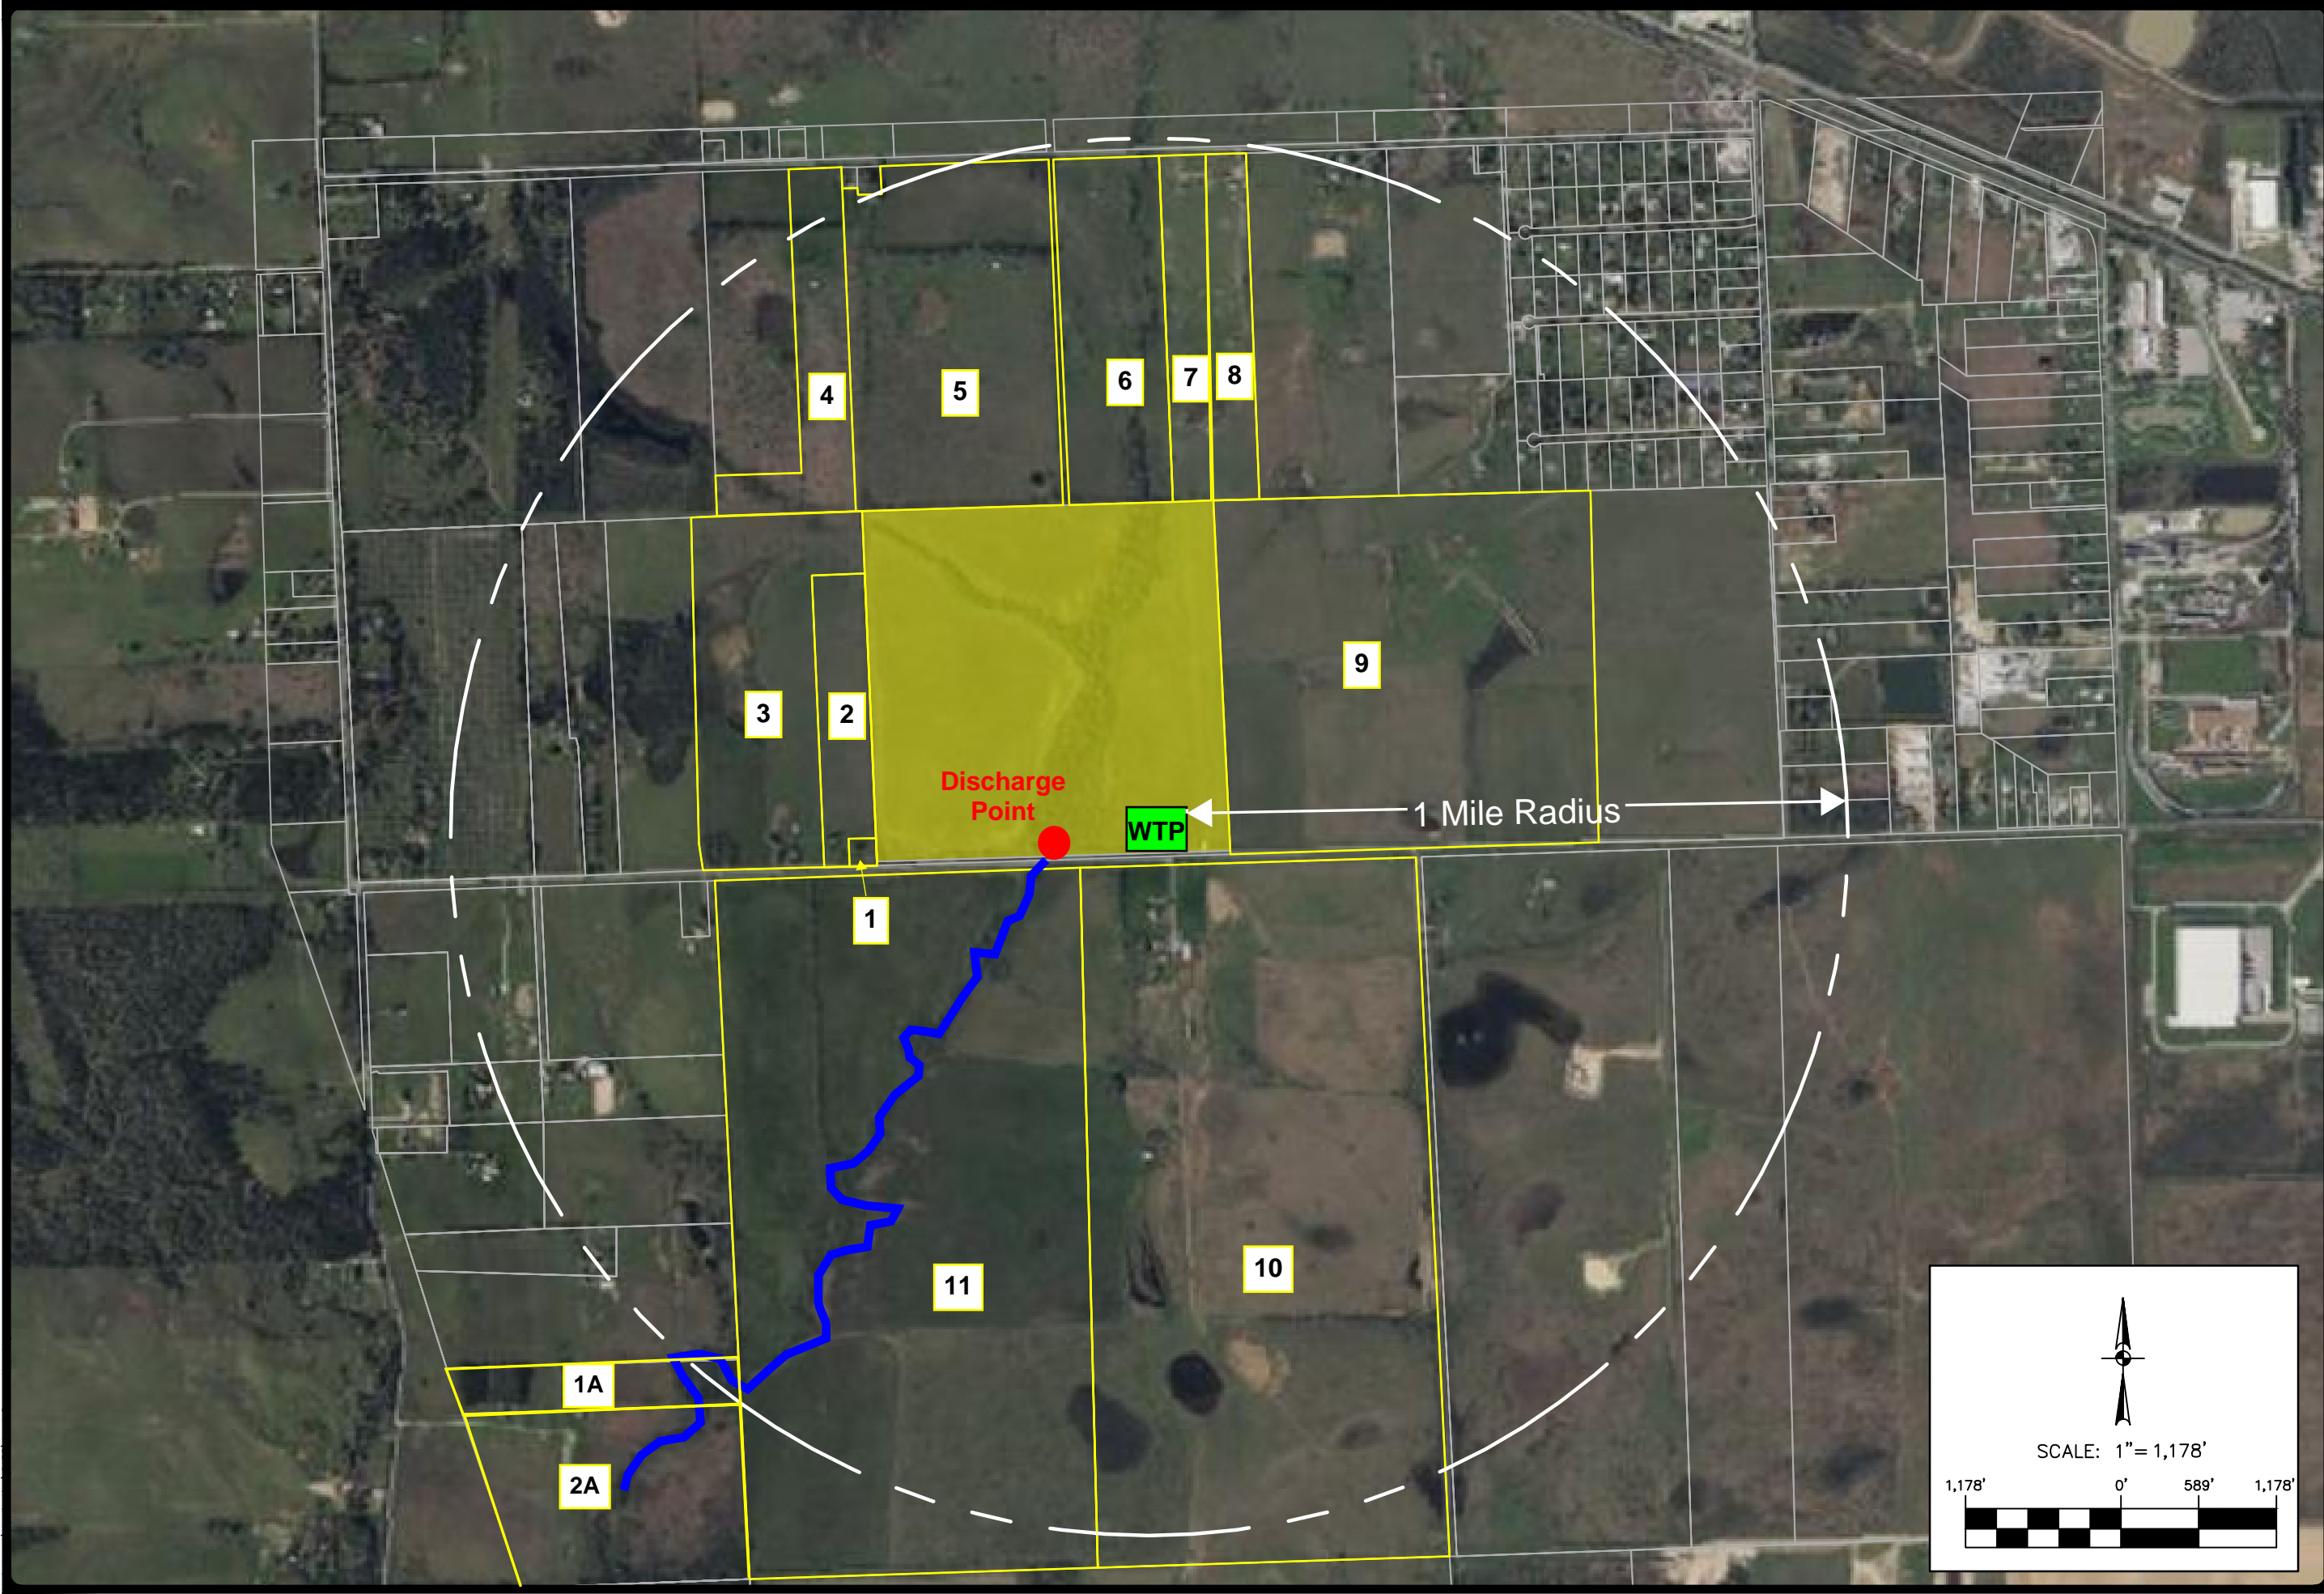 4
5
6
7
8
3
2
9
Discharge
Point
WTP
1 Mile Radius
1
11
10
1A
2A
SCALE: 1"= 1,178'
1,178' 0' 589' 1,178'